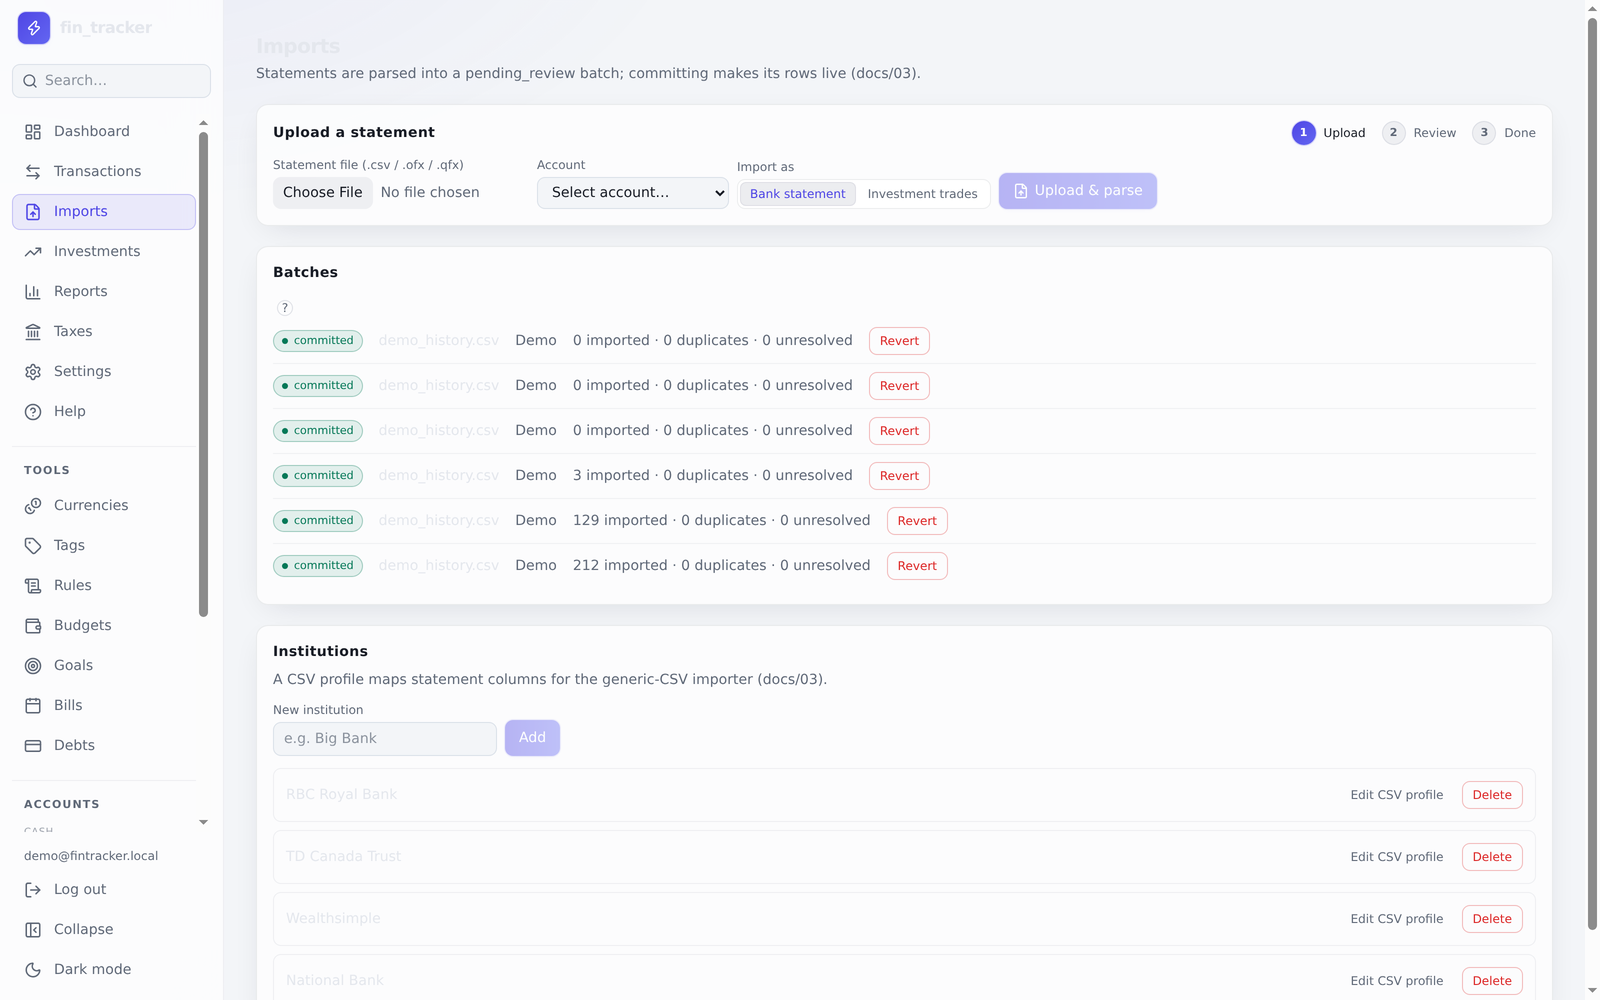 fin_tracker
Search...
Dashboard
Transactions
Imports
Investments
Reports
Taxes
Settings
Help
TOOLS
Currencies
Tags
Rules
Budgets
Goals
Bills
Debts
ACCOUNTS
CASH
demo@fintracker.local
Log out
Collapse
Dark mode
Imports
Statements are parsed into a pending_review batch; committing makes its rows live (docs/03).
Upload a statement
1 Upload 2 Review 3 Done
Statement file (.csv / .ofx / .qfx) Account Import as
Choose File No file chosen Select account... Bank statement Investment trades Upload & parse
Batches
?
committed demo_history.csv Demo 0 imported · 0 duplicates · 0 unresolved Revert
committed demo_history.csv Demo 0 imported · 0 duplicates · 0 unresolved Revert
committed demo_history.csv Demo 0 imported · 0 duplicates · 0 unresolved Revert
committed demo_history.csv Demo 3 imported · 0 duplicates · 0 unresolved Revert
committed demo_history.csv Demo 129 imported · 0 duplicates · 0 unresolved Revert
committed demo_history.csv Demo 212 imported · 0 duplicates · 0 unresolved Revert
Institutions
A CSV profile maps statement columns for the generic-CSV importer (docs/03).
New institution
e.g. Big Bank Add
RBC Royal Bank Edit CSV profile Delete
TD Canada Trust Edit CSV profile Delete
Wealthsimple Edit CSV profile Delete
National Bank Edit CSV profile Delete